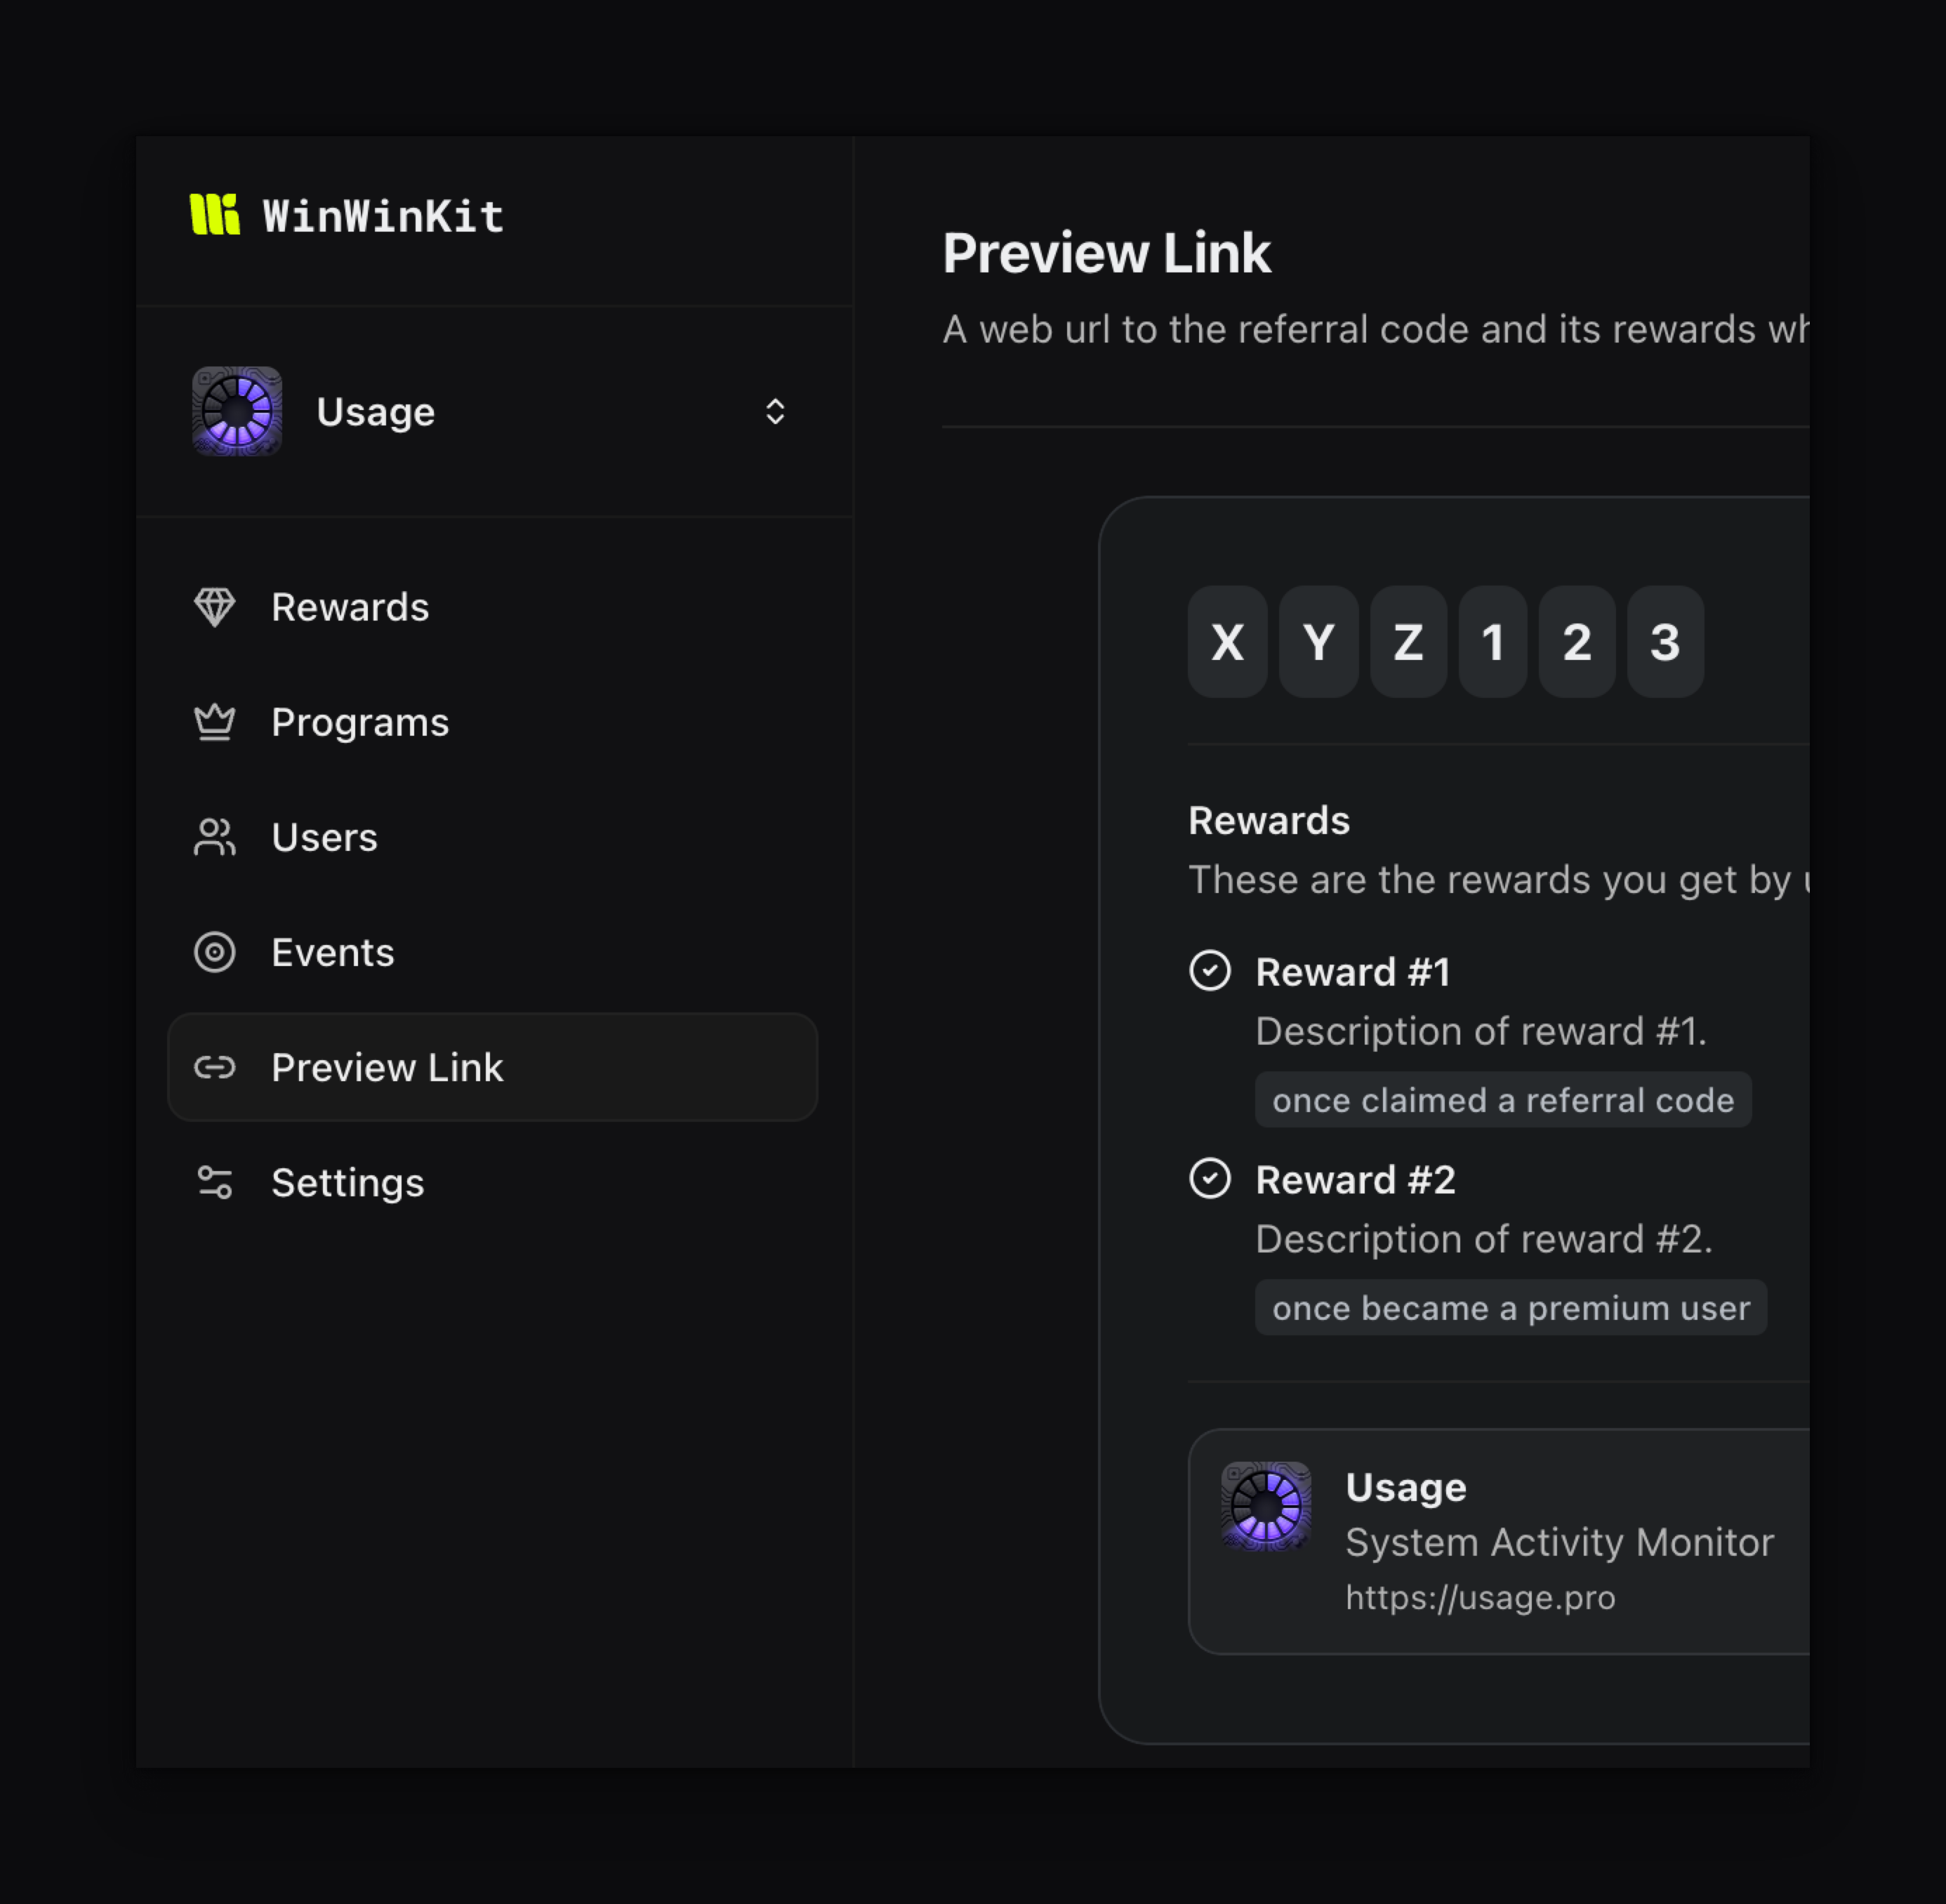 WinWinKit
Usage
Rewards
Programs
Users
Events
Preview Link
Settings
Preview Link
A web url to the referral code and its rewards
X Y Z 1 2 3
Rewards
These are the rewards you get by
Reward #1
Description of reward #1.
once claimed a referral code
Reward #2
Description of reward #2.
once became a premium user
Usage
System Activity Monitor
https://usage.pro